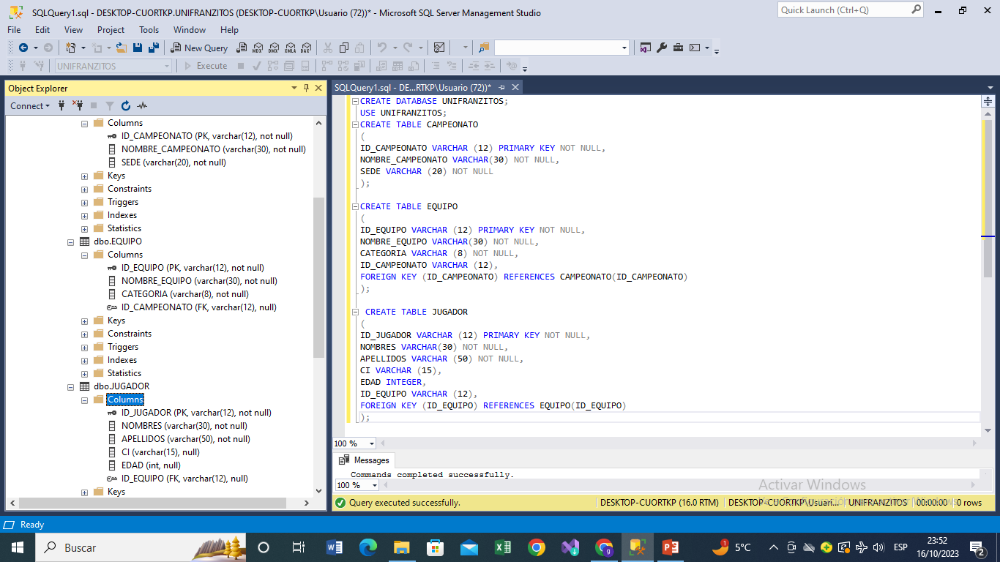 SQLQuery1.sql - DESKTOP-CUORTKP.UNIFRANZITOS (DESKTOP-CUORTKP\Usuario (72))* - Microsoft SQL Server Management Studio
Quick Launch (Ctrl+Q)
File Edit View Project Tools Window Help
New Query MDX DMX XMLA DAX
UNIFRANZITOS Execute
Object Explorer
Connect
Columns
ID_CAMPEONATO (PK, varchar(12), not null)
NOMBRE_CAMPEONATO (varchar(30), not null)
SEDE (varchar(20), not null)
Keys
Constraints
Triggers
Indexes
Statistics
dbo.EQUIPO
Columns
ID_EQUIPO (PK, varchar(12), not null)
NOMBRE_EQUIPO (varchar(30), not null)
CATEGORIA (varchar(8), not null)
ID_CAMPEONATO (FK, varchar(12), null)
Keys
Constraints
Triggers
Indexes
Statistics
dbo.JUGADOR
Columns
ID_JUGADOR (PK, varchar(12), not null)
NOMBRES (varchar(30), not null)
APELLIDOS (varchar(50), not null)
CI (varchar(15), null)
EDAD (int, null)
ID_EQUIPO (FK, varchar(12), null)
Keys
SQLQuery1.sql - DE...RTKP\Usuario (72))*
CREATE DATABASE UNIFRANZITOS;
USE UNIFRANZITOS;
CREATE TABLE CAMPEONATO
(
ID_CAMPEONATO VARCHAR (12) PRIMARY KEY NOT NULL,
NOMBRE_CAMPEONATO VARCHAR(30) NOT NULL,
SEDE VARCHAR (20) NOT NULL
);
CREATE TABLE EQUIPO
(
ID_EQUIPO VARCHAR (12) PRIMARY KEY NOT NULL,
NOMBRE_EQUIPO VARCHAR(30) NOT NULL,
CATEGORIA VARCHAR (8) NOT NULL,
ID_CAMPEONATO VARCHAR (12),
FOREIGN KEY (ID_CAMPEONATO) REFERENCES CAMPEONATO(ID_CAMPEONATO)
);
CREATE TABLE JUGADOR
(
ID_JUGADOR VARCHAR (12) PRIMARY KEY NOT NULL,
NOMBRES VARCHAR(30) NOT NULL,
APELLIDOS VARCHAR (50) NOT NULL,
CI VARCHAR (15),
EDAD INTEGER,
ID_EQUIPO VARCHAR (12),
FOREIGN KEY (ID_EQUIPO) REFERENCES EQUIPO(ID_EQUIPO)
);
100 %
Messages
Commands completed successfully.
100 %
Activar Windows
Query executed successfully. DESKTOP-CUORTKP (16.0 RTM) DESKTOP-CUORTKP\Usuari... UNIFRANZITOS 00:00:00 0 rows
Ready
Buscar
5°C
ESP
23:52
16/10/2023
2